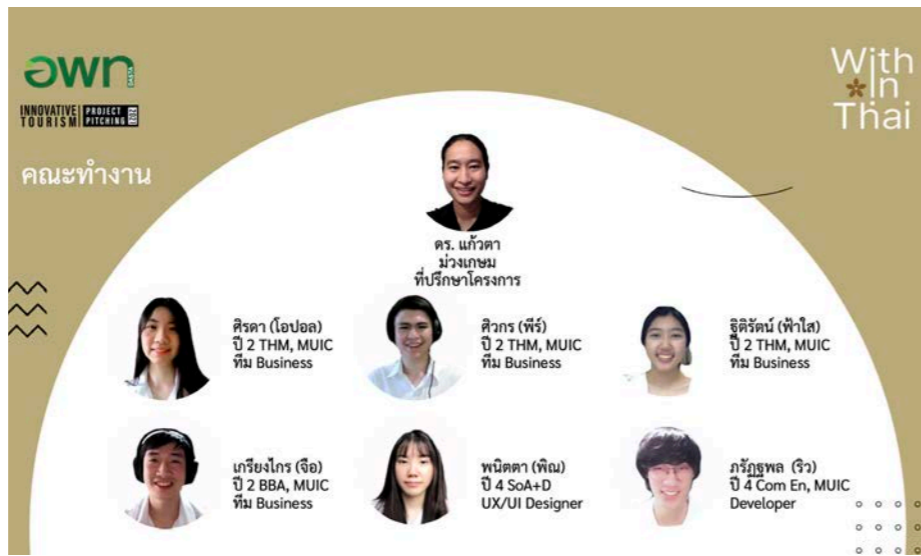 อพท
DASTA
INNOVATIVE TOURISM
PROJECT PITCHING 2021
With
In
Thai
คณะทำงาน
ดร. แก้วตา
ม่วงเกษม
ที่ปรึกษาโครงการ
ศิรดา (โอปอล)
ปี 2 THM, MUIC
ทีม Business
ศิวกร (พีร์)
ปี 2 THM, MUIC
ทีม Business
ฐิติรัตน์ (ฟ้าใส)
ปี 2 THM, MUIC
ทีม Business
เกรียงไกร (จือ)
ปี 2 BBA, MUIC
ทีม Business
พนิตตา (พิณ)
ปี 4 SoA+D
UX/UI Designer
ภรัฏฐพล (ริว)
ปี 4 Com En, MUIC
Developer